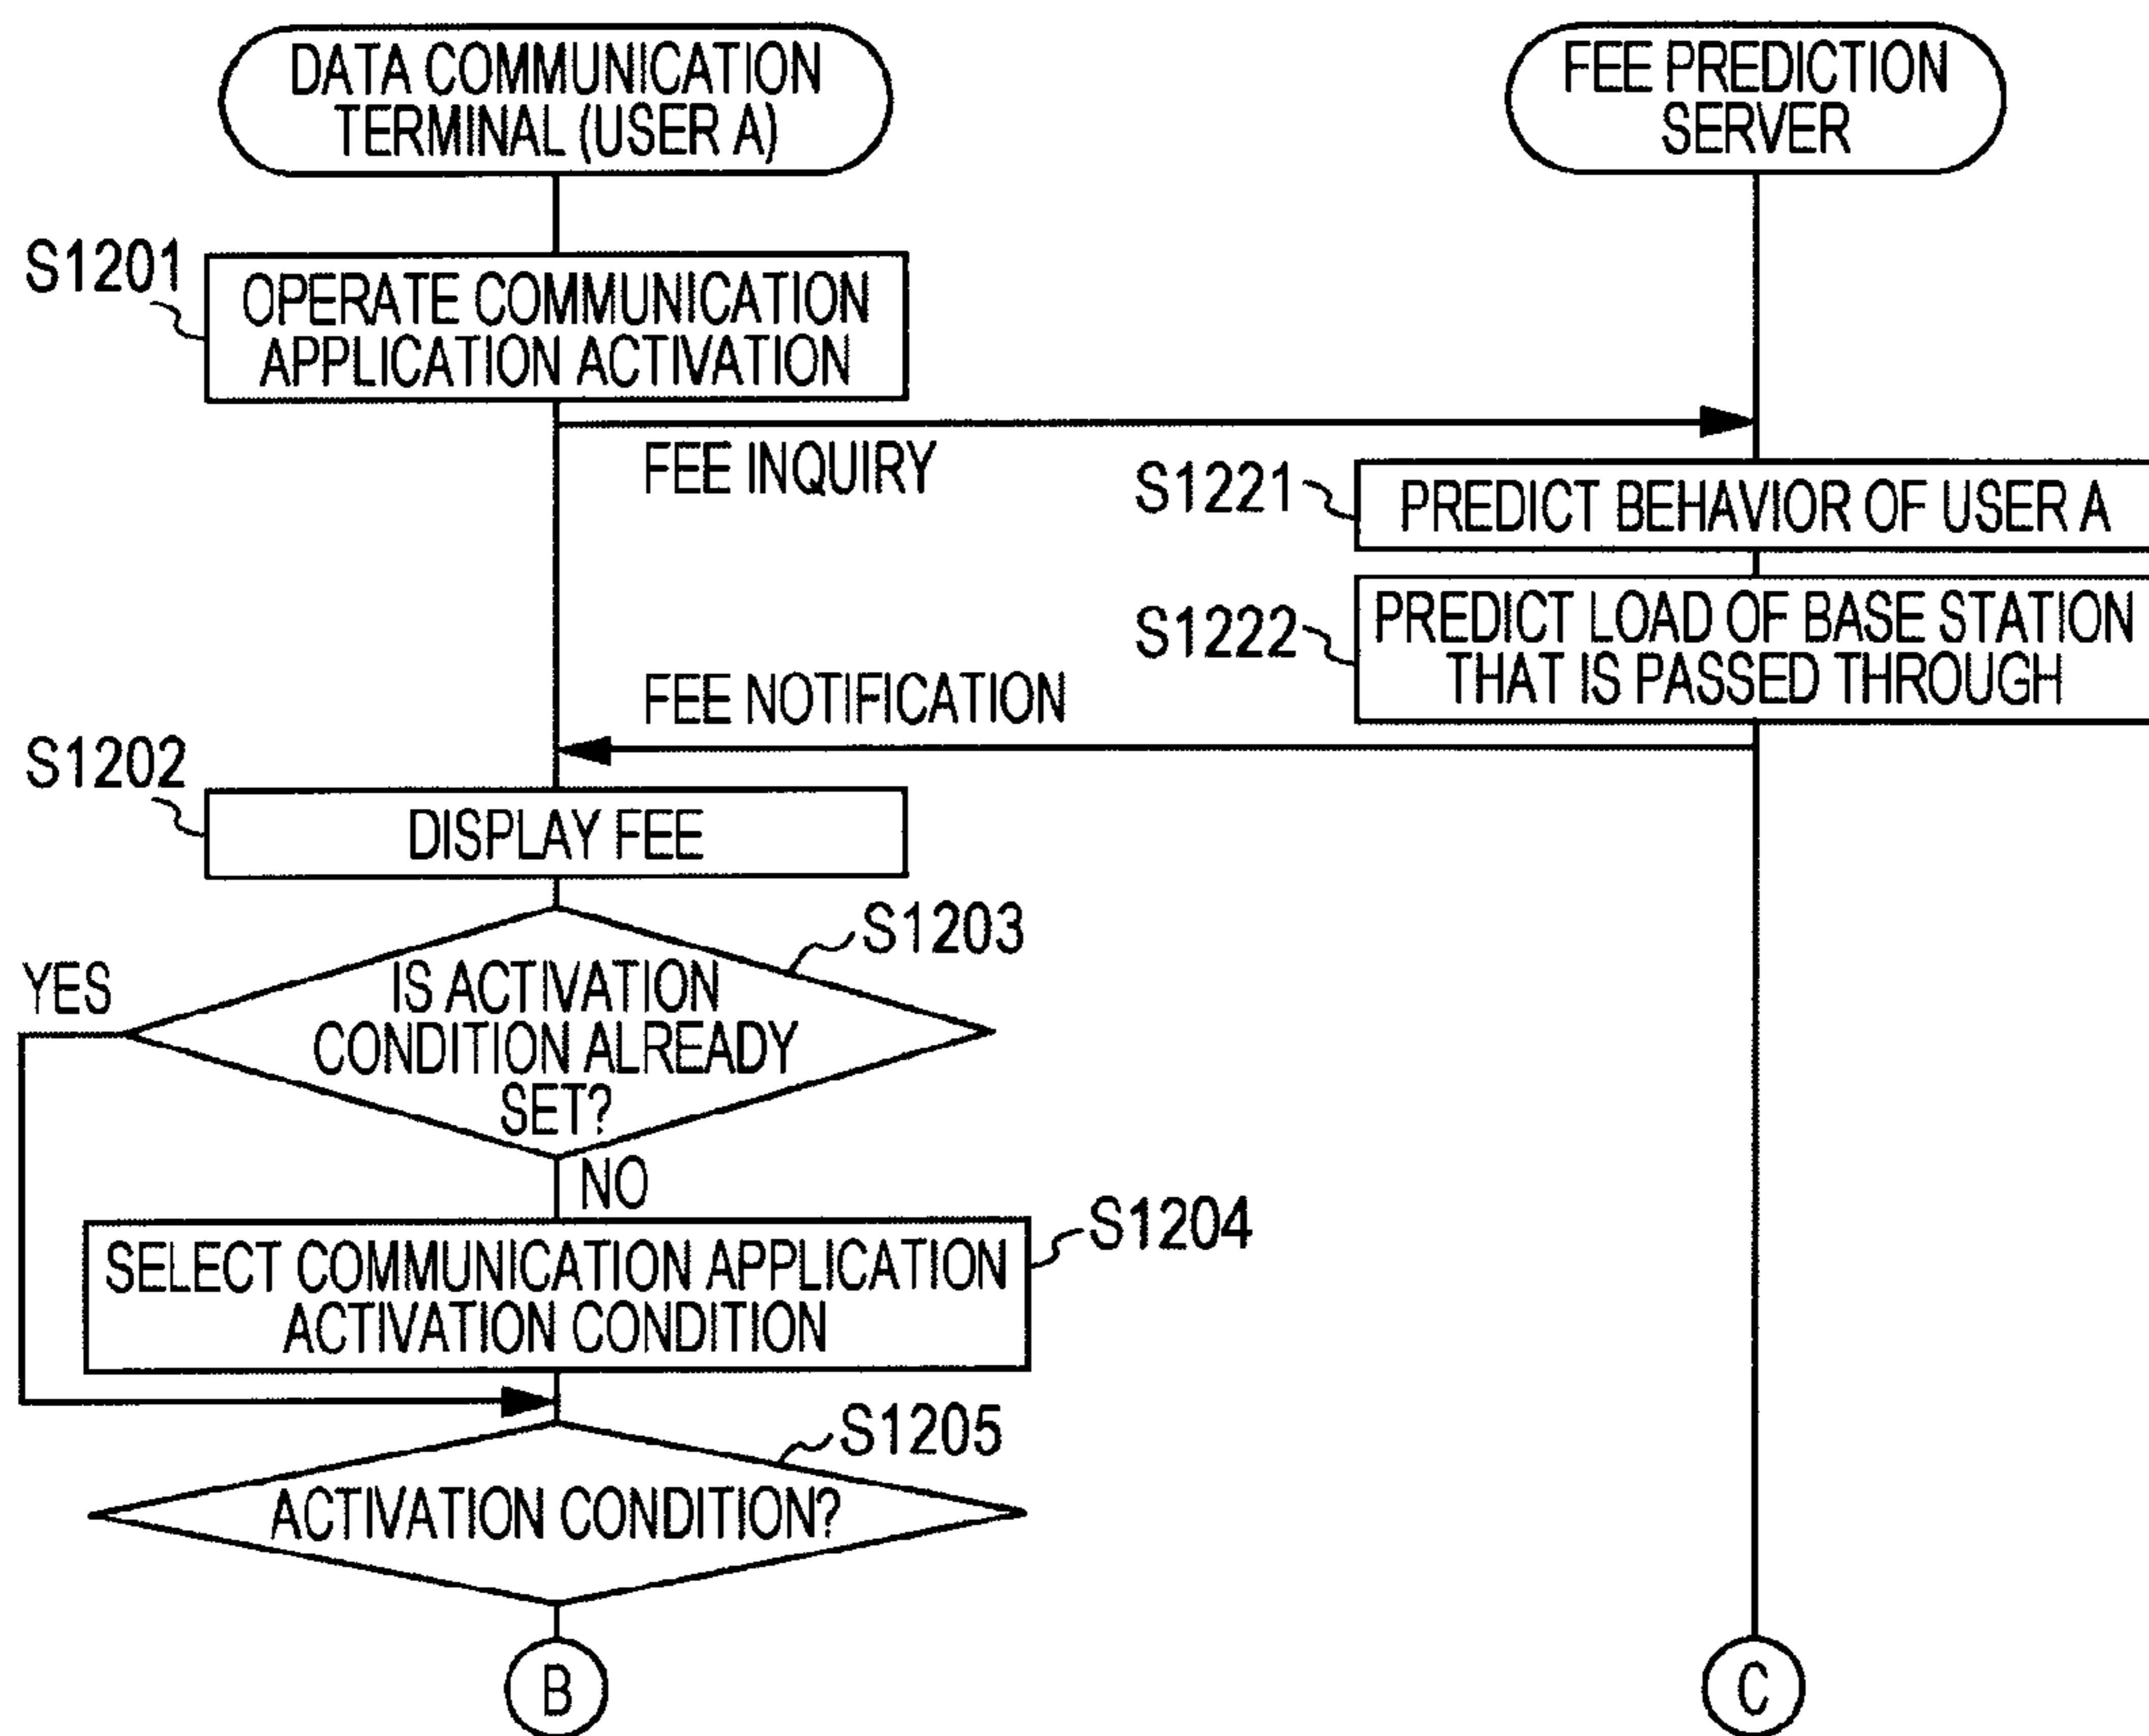 DATA COMMUNICATION
TERMINAL (USER A)
FEE PREDICTION
SERVER
S1201
OPERATE COMMUNICATION
APPLICATION ACTIVATION
FEE INQUIRY
S1221
PREDICT BEHAVIOR OF USER A
S1222
PREDICT LOAD OF BASE STATION
THAT IS PASSED THROUGH
FEE NOTIFICATION
S1202
DISPLAY FEE
S1203
YES
IS ACTIVATION
CONDITION ALREADY
SET?
NO
S1204
SELECT COMMUNICATION APPLICATION
ACTIVATION CONDITION
S1205
ACTIVATION CONDITION?
B
C